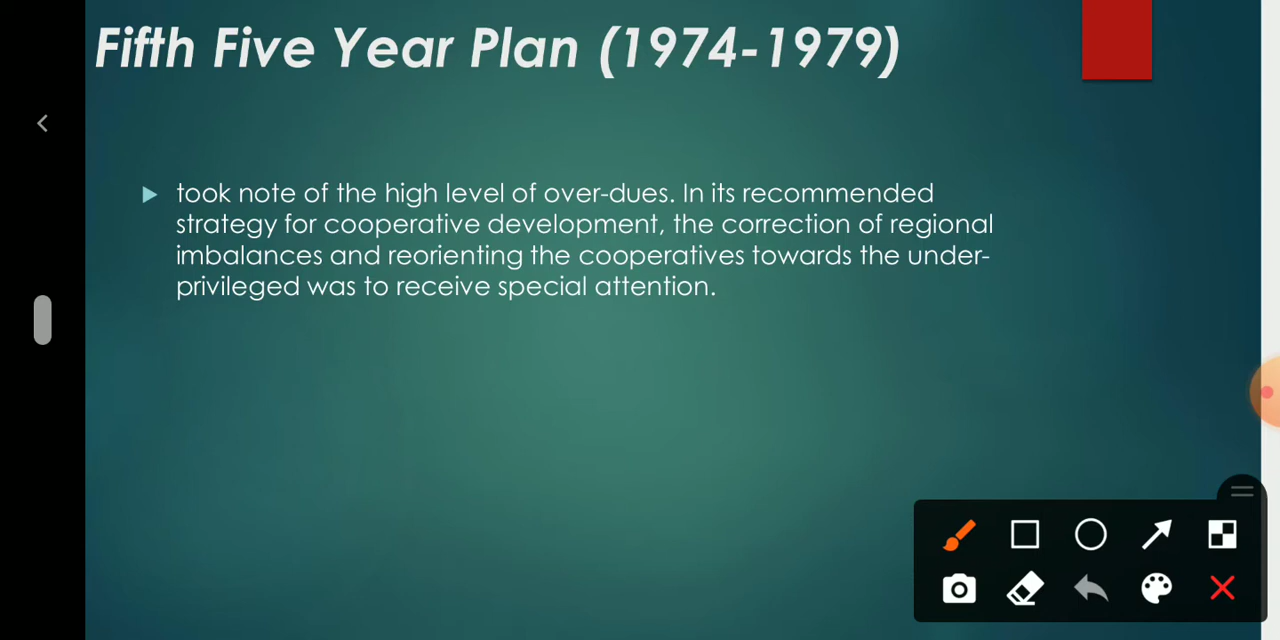 Fifth Five Year Plan (1974-1979)
took note of the high level of over-dues. In its recommended
strategy for cooperative development, the correction of regional
imbalances and reorienting the cooperatives towards the under-
privileged was to receive special attention.